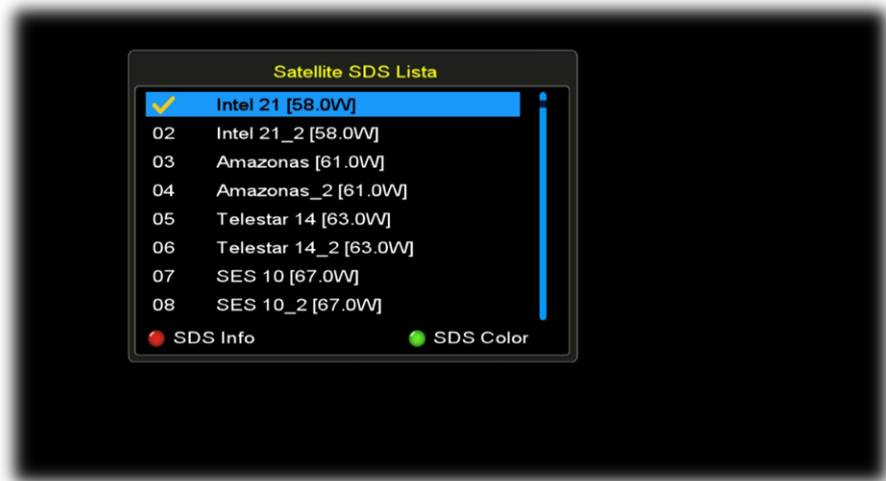 Satellite SDS Lista
Intel 21 [58.0W]
02 Intel 21_2 [58.0W]
03 Amazonas [61.0W]
04 Amazonas_2 [61.0W]
05 Telestar 14 [63.0W]
06 Telestar 14_2 [63.0W]
07 SES 10 [67.0W]
08 SES 10_2 [67.0W]
SDS Info SDS Color